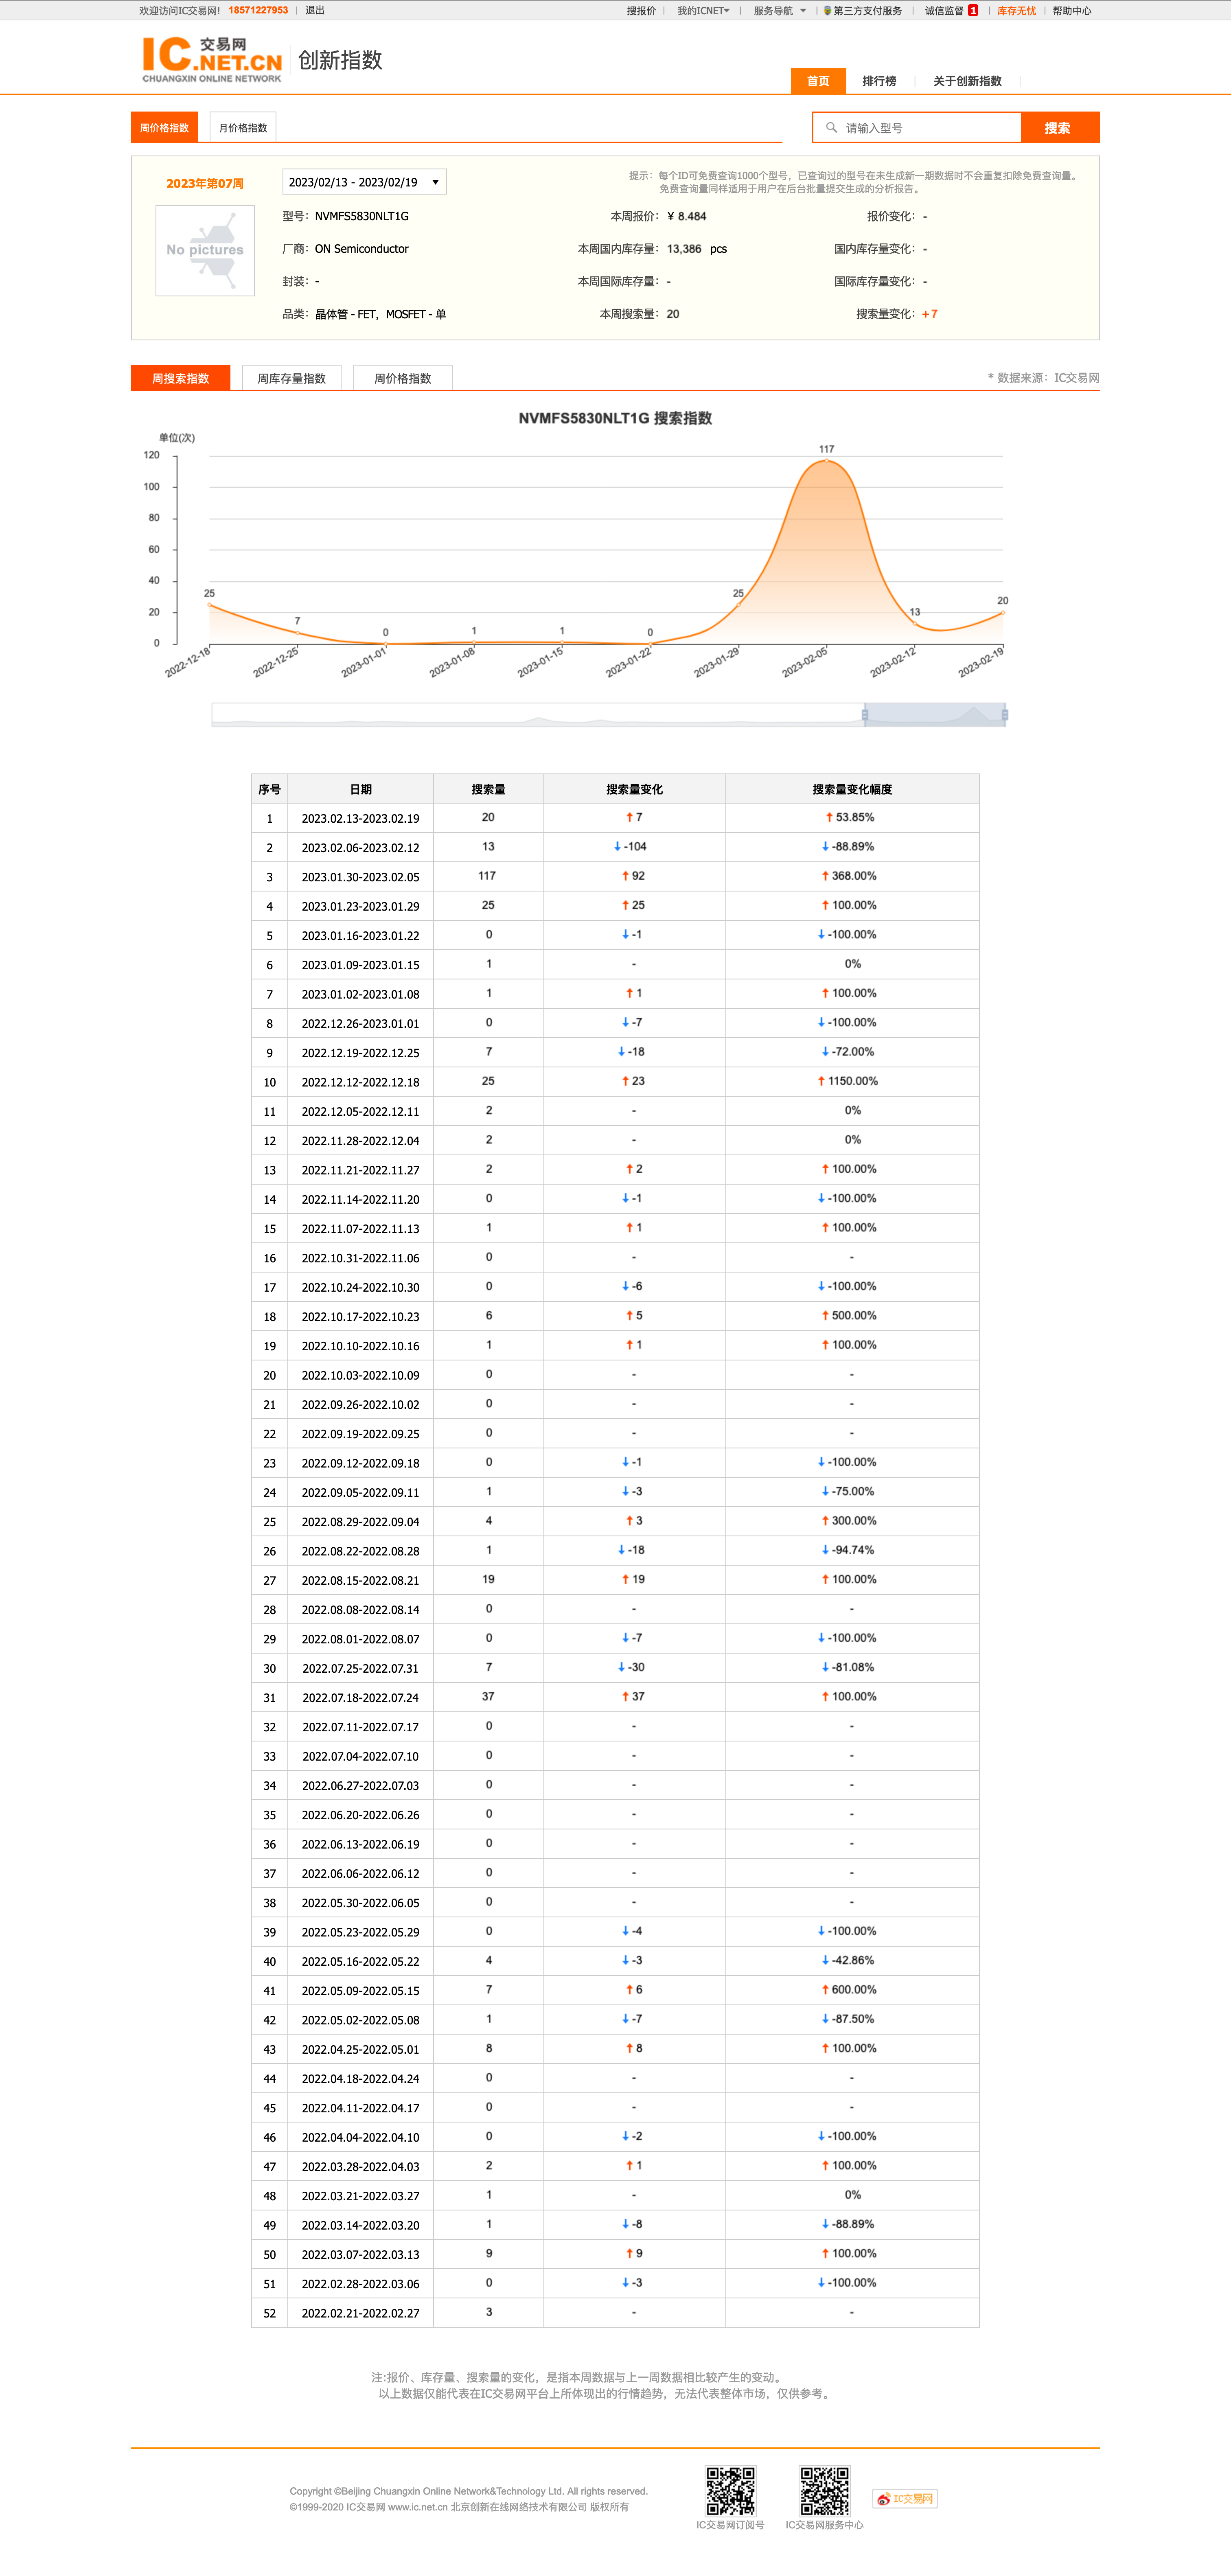 欢迎访问IC交易网! 18571227953 | 退出 搜报价 | 我的ICNET | 服务导航 | 第三方支付服务 | 诚信监督 1 | 库存无忧 | 帮助中心
IC 交易网 .NET.CN CHUANGXIN ONLINE NETWORK 创新指数
首页 排行榜 关于创新指数
周价格指数 月价格指数 请输入型号 搜索
2023年第07周 2023/02/13 - 2023/02/19 提示：每个ID可免费查询1000个型号，已查询过的型号在未生成新一期数据时不会重复扣除免费查询量。
免费查询量同样适用于用户在后台批量提交生成的分析报告。
No pictures
型号：NVMFS5830NLT1G 本周报价：¥ 8.484 报价变化：-
厂商：ON Semiconductor 本周国内库存量：13,386 pcs 国内库存量变化：-
封装：- 本周国际库存量：- 国际库存量变化：-
品类：晶体管 - FET，MOSFET - 单 本周搜索量：20 搜索量变化：+7
周搜索指数 周库存量指数 周价格指数 * 数据来源：IC交易网
NVMFS5830NLT1G 搜索指数
单位(次)
120
100
80
60
40
20
0
25 7 0 1 1 0 25 117 13 20
2022-12-18 2022-12-25 2023-01-01 2023-01-08 2023-01-15 2023-01-22 2023-01-29 2023-02-05 2023-02-12 2023-02-19
序号 日期 搜索量 搜索量变化 搜索量变化幅度
1 2023.02.13-2023.02.19 20 ↑ 7 ↑ 53.85%
2 2023.02.06-2023.02.12 13 ↓ -104 ↓ -88.89%
3 2023.01.30-2023.02.05 117 ↑ 92 ↑ 368.00%
4 2023.01.23-2023.01.29 25 ↑ 25 ↑ 100.00%
5 2023.01.16-2023.01.22 0 ↓ -1 ↓ -100.00%
6 2023.01.09-2023.01.15 1 - 0%
7 2023.01.02-2023.01.08 1 ↑ 1 ↑ 100.00%
8 2022.12.26-2023.01.01 0 ↓ -7 ↓ -100.00%
9 2022.12.19-2022.12.25 7 ↓ -18 ↓ -72.00%
10 2022.12.12-2022.12.18 25 ↑ 23 ↑ 1150.00%
11 2022.12.05-2022.12.11 2 - 0%
12 2022.11.28-2022.12.04 2 - 0%
13 2022.11.21-2022.11.27 2 ↑ 2 ↑ 100.00%
14 2022.11.14-2022.11.20 0 ↓ -1 ↓ -100.00%
15 2022.11.07-2022.11.13 1 ↑ 1 ↑ 100.00%
16 2022.10.31-2022.11.06 0 - -
17 2022.10.24-2022.10.30 0 ↓ -6 ↓ -100.00%
18 2022.10.17-2022.10.23 6 ↑ 5 ↑ 500.00%
19 2022.10.10-2022.10.16 1 ↑ 1 ↑ 100.00%
20 2022.10.03-2022.10.09 0 - -
21 2022.09.26-2022.10.02 0 - -
22 2022.09.19-2022.09.25 0 - -
23 2022.09.12-2022.09.18 0 ↓ -1 ↓ -100.00%
24 2022.09.05-2022.09.11 1 ↓ -3 ↓ -75.00%
25 2022.08.29-2022.09.04 4 ↑ 3 ↑ 300.00%
26 2022.08.22-2022.08.28 1 ↓ -18 ↓ -94.74%
27 2022.08.15-2022.08.21 19 ↑ 19 ↑ 100.00%
28 2022.08.08-2022.08.14 0 - -
29 2022.08.01-2022.08.07 0 ↓ -7 ↓ -100.00%
30 2022.07.25-2022.07.31 7 ↓ -30 ↓ -81.08%
31 2022.07.18-2022.07.24 37 ↑ 37 ↑ 100.00%
32 2022.07.11-2022.07.17 0 - -
33 2022.07.04-2022.07.10 0 - -
34 2022.06.27-2022.07.03 0 - -
35 2022.06.20-2022.06.26 0 - -
36 2022.06.13-2022.06.19 0 - -
37 2022.06.06-2022.06.12 0 - -
38 2022.05.30-2022.06.05 0 - -
39 2022.05.23-2022.05.29 0 ↓ -4 ↓ -100.00%
40 2022.05.16-2022.05.22 4 ↓ -3 ↓ -42.86%
41 2022.05.09-2022.05.15 7 ↑ 6 ↑ 600.00%
42 2022.05.02-2022.05.08 1 ↓ -7 ↓ -87.50%
43 2022.04.25-2022.05.01 8 ↑ 8 ↑ 100.00%
44 2022.04.18-2022.04.24 0 - -
45 2022.04.11-2022.04.17 0 - -
46 2022.04.04-2022.04.10 0 ↓ -2 ↓ -100.00%
47 2022.03.28-2022.04.03 2 ↑ 1 ↑ 100.00%
48 2022.03.21-2022.03.27 1 - 0%
49 2022.03.14-2022.03.20 1 ↓ -8 ↓ -88.89%
50 2022.03.07-2022.03.13 9 ↑ 9 ↑ 100.00%
51 2022.02.28-2022.03.06 0 ↓ -3 ↓ -100.00%
52 2022.02.21-2022.02.27 3 - -
注:报价、库存量、搜索量的变化，是指本周数据与上一周数据相比较产生的变动。
以上数据仅能代表在IC交易网平台上所体现出的行情趋势，无法代表整体市场，仅供参考。
Copyright ©Beijing Chuangxin Online Network&Technology Ltd. All rights reserved.
©1999-2020 IC交易网 www.ic.net.cn 北京创新在线网络技术有限公司 版权所有
IC交易网订阅号 IC交易网服务中心 IC交易网